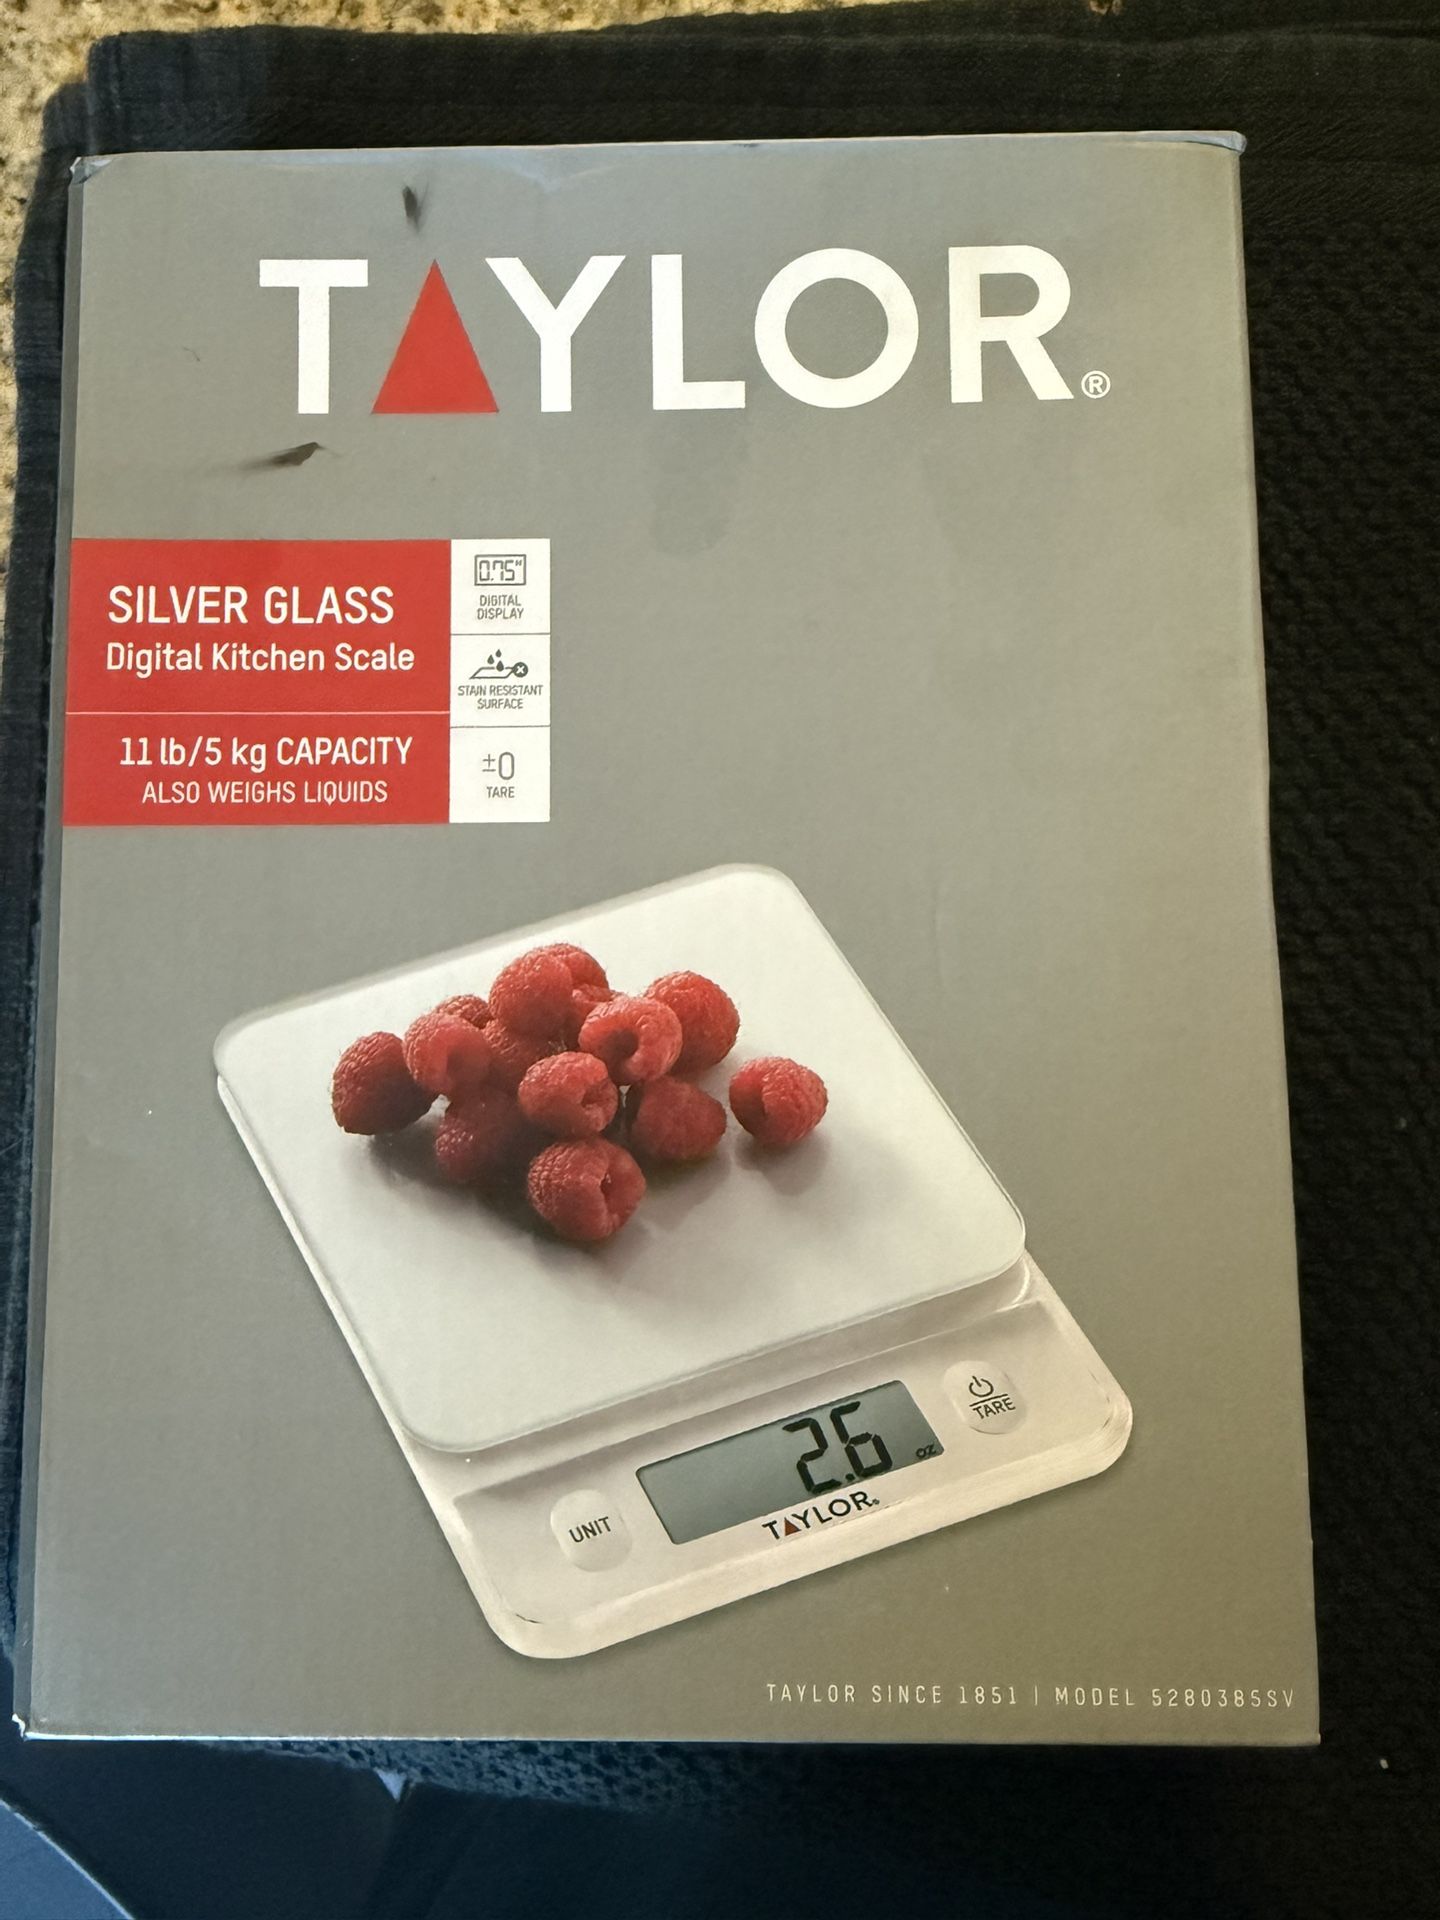 TAYLOR®
SILVER GLASS
Digital Kitchen Scale
11 lb/5 kg CAPACITY
ALSO WEIGHS LIQUIDS
0.75"
DIGITAL
DISPLAY
STAIN RESISTANT
SURFACE
±0
TARE
TARE
2.6 oz
TAYLOR®
UNIT
TAYLOR SINCE 1851 | MODEL 5280385SV